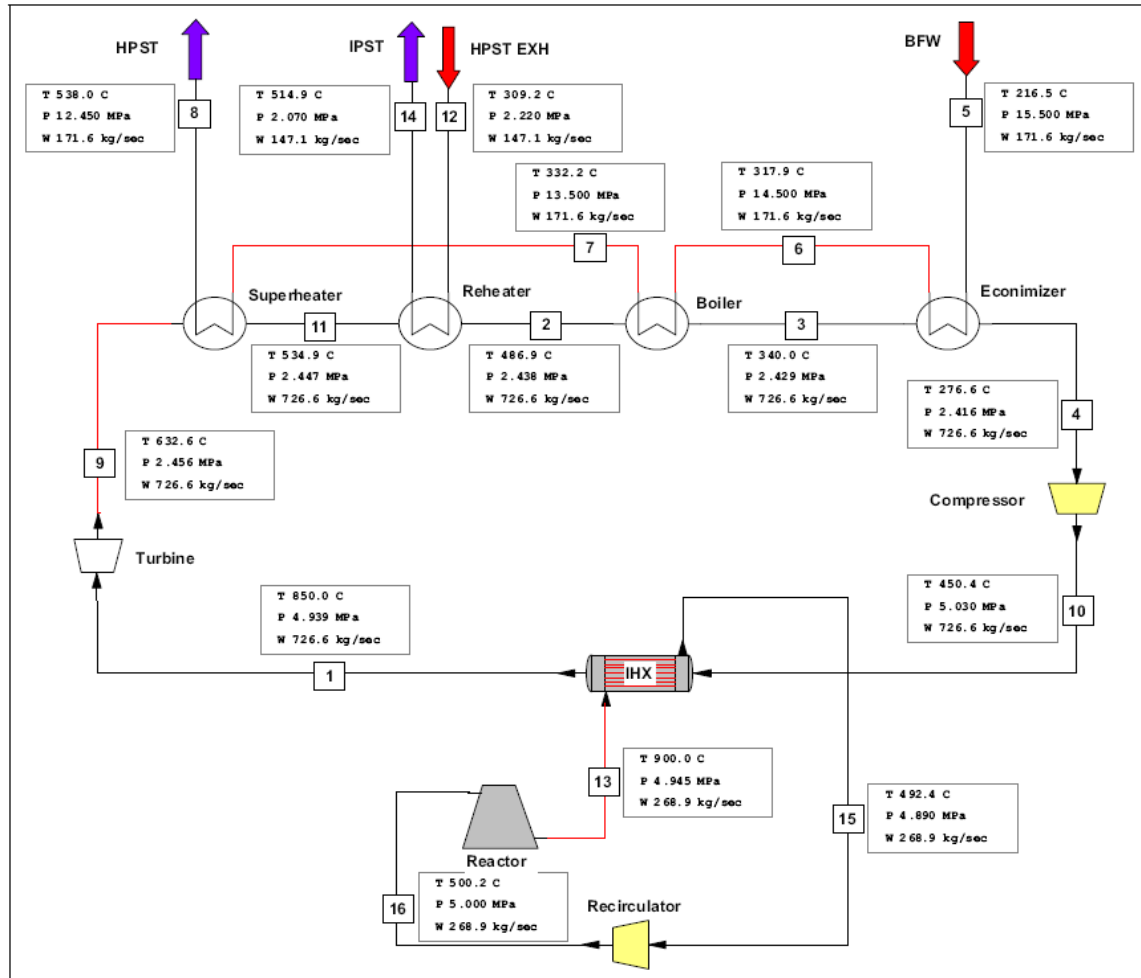 HPST
IPST
HPST EXH
BFW
T 538.0 C
P 12.450 MPa
W 171.6 kg/sec
8
T 514.9 C
P 2.070 MPa
W 147.1 kg/sec
14
12
T 309.2 C
P 2.220 MPa
W 147.1 kg/sec
5
T 216.5 C
P 15.500 MPa
W 171.6 kg/sec
T 332.2 C
P 13.500 MPa
W 171.6 kg/sec
7
T 317.9 C
P 14.500 MPa
W 171.6 kg/sec
6
Superheater
Reheater
Boiler
Econimizer
11
2
3
T 534.9 C
P 2.447 MPa
W 726.6 kg/sec
T 486.9 C
P 2.438 MPa
W 726.6 kg/sec
T 340.0 C
P 2.429 MPa
W 726.6 kg/sec
T 276.6 C
P 2.416 MPa
W 726.6 kg/sec
4
9
T 632.6 C
P 2.456 MPa
W 726.6 kg/sec
Compressor
Turbine
T 450.4 C
P 5.030 MPa
W 726.6 kg/sec
10
T 850.0 C
P 4.939 MPa
W 726.6 kg/sec
1
IHX
13
T 900.0 C
P 4.945 MPa
W 268.9 kg/sec
15
T 492.4 C
P 4.890 MPa
W 268.9 kg/sec
Reactor
16
T 500.2 C
P 5.000 MPa
W 268.9 kg/sec
Recirculator